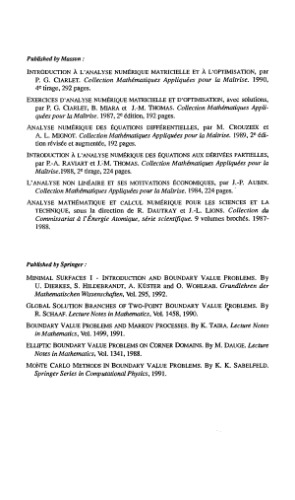 Published by Masson :
INTRODUCTION À L'ANALYSE NUMÉRIQUE MATRICIELLE ET À L'OPTMISATION, par
P. G. CIARLET. Collection Mathématiques Appliquées pour la Maîtrise. 1990,
4e tirage, 292 pages.
EXERCICES D'ANALYSE NUMÉRIQUE MATRICIELLE ET D'OPTIMISATION, avec solutions,
par P. G. CIARLET, B. MIARA et J.-M. THOMAS. Collection Mathématiques Appli-
quées pour la Maîtrise. 1987, 2e édition, 192 pages.
ANALYSE NUMÉRIQUE DES ÉQUATIONS DIFFÉRENTIELLES, par M. CROUZEIX et
A. L. MIGNOT. Collection Mathématiques Appliquées pour la Maîtrise. 1989, 2e édi-
tion révisée et augmentée, 192 pages.
INTRODUCTION À L'ANALYSE NUMÉRIQUE DES ÉQUATIONS AUX DÉRIVÉES PARTIELLES,
par P.-A. RAVIART et J.-M. THOMAS. Collection Mathématiques Appliquées pour la
Maîtrise.1988, 2e tirage, 224 pages.
L'ANALYSE NON LINÉAIRE ET SES MOTIVATIONS ÉCONOMIQUES, par J.-P. AUBIN.
Collection Mathématiques Appliquées pour la Maîtrise. 1984, 224 pages.
ANALYSE MATHÉMATIQUE ET CALCUL NUMÉRIQUE POUR LES SCIENCES ET LA
TECHNIQUE, sous la direction de R. DAUTRAY et J.-L. LIONS. Collection du
Commissariat à l'Énergie Atomique, série scientifique. 9 volumes brochés. 1987-
1988.
Published by Springer :
MINIMAL SURFACES I - INTRODUCTION AND BOUNDARY VALUE PROBLEMS. By
U. DIERKES, S. HILDEBRANDT, A. KÜSTER and O. WOHLRAB. Grundlehren der
Mathematischen Wissenschaften, Vol. 295, 1992.
GLOBAL SOLUTION BRANCHES OF TWO-POINT BOUNDARY VALUE PROBLEMS. By
R. SCHAAF. Lecture Notes in Mathematics, Vol. 1458, 1990.
BOUNDARY VALUE PROBLEMS AND MARKOV PROCESSES. By K. TAIRA. Lecture Notes
in Mathematics, Vol. 1499, 1991.
ELLIPTIC BOUNDARY VALUE PROBLEMS ON CORNER DOMAINS. By M. DAUGE. Lecture
Notes in Mathematics, Vol. 1341, 1988.
MONTE CARLO METHODS IN BOUNDARY VALUE PROBLEMS. By K. K. SABELFELD.
Springer Series in Computational Physics, 1991.